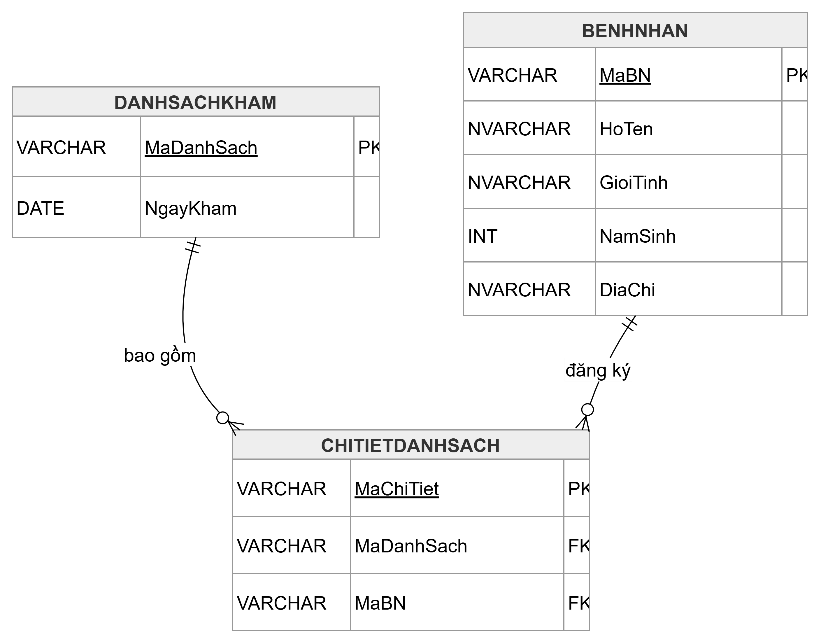 BENHNHAN
VARCHAR MaBN PK
NVARCHAR HoTen
NVARCHAR GioiTinh
INT NamSinh
NVARCHAR DiaChi
DANHSACHKHAM
VARCHAR MaDanhSach PK
DATE NgayKham
bao gồm
đăng ký
CHITIETDANHSACH
VARCHAR MaChiTiet PK
VARCHAR MaDanhSach FK
VARCHAR MaBN FK